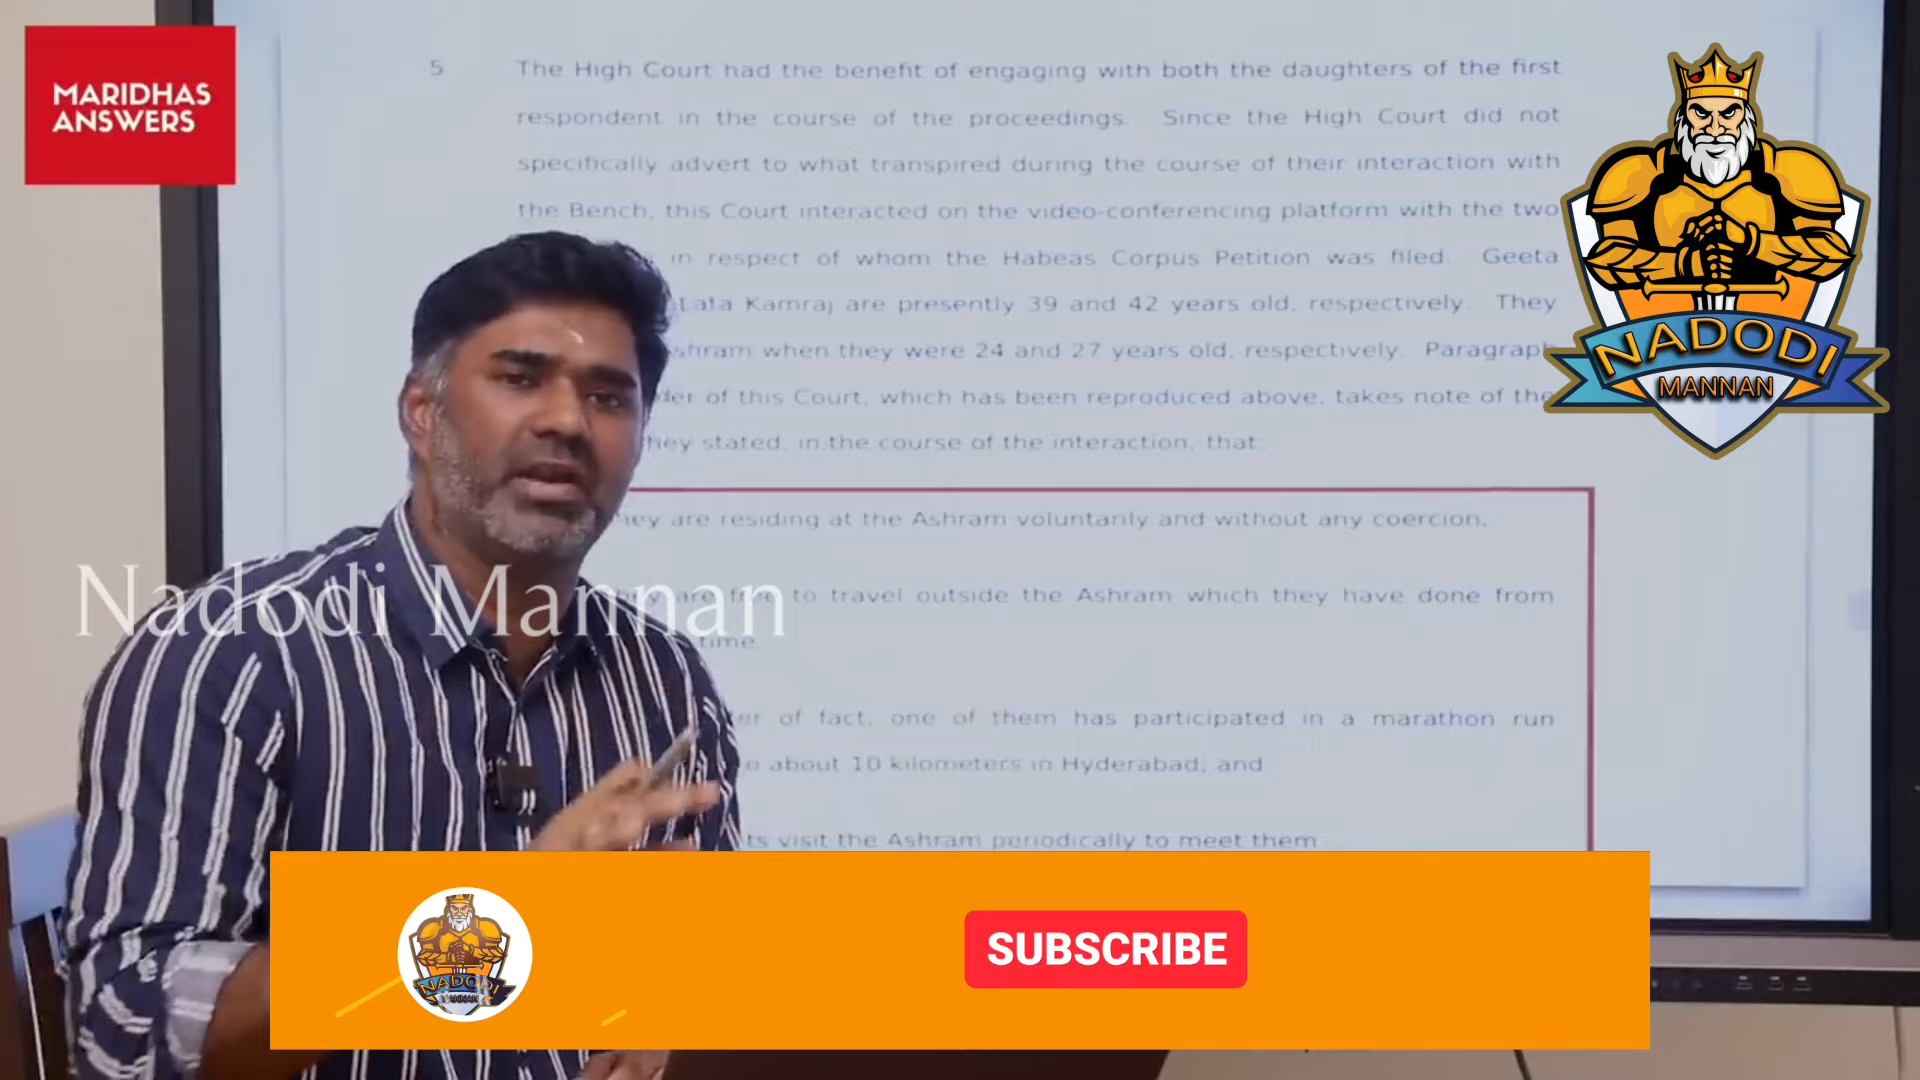 MARIDHAS
ANSWERS
5 The High Court had the benefit of engaging with both the daughters of the first
respondent in the course of the proceedings. Since the High Court did not
specifically advert to what transpired during the course of their interaction with
the Bench, this Court interacted on the video-conferencing platform with the two
in respect of whom the Habeas Corpus Petition was filed. Geeta
Lata Kamraj are presently 39 and 42 years old, respectively. They
when they were 24 and 27 years old, respectively. Paragraph
of this Court, which has been reproduced above, takes note of the
they stated, in the course of the interaction, that:
are residing at the Ashram voluntarily and without any coercion;
are free to travel outside the Ashram which they have done from
time
of fact, one of them has participated in a marathon run
about 10 kilometers in Hyderabad, and
visit the Ashram periodically to meet them
NADODI
MANNAN
Nadodi Mannan
NADODI
MANNAN
SUBSCRIBE